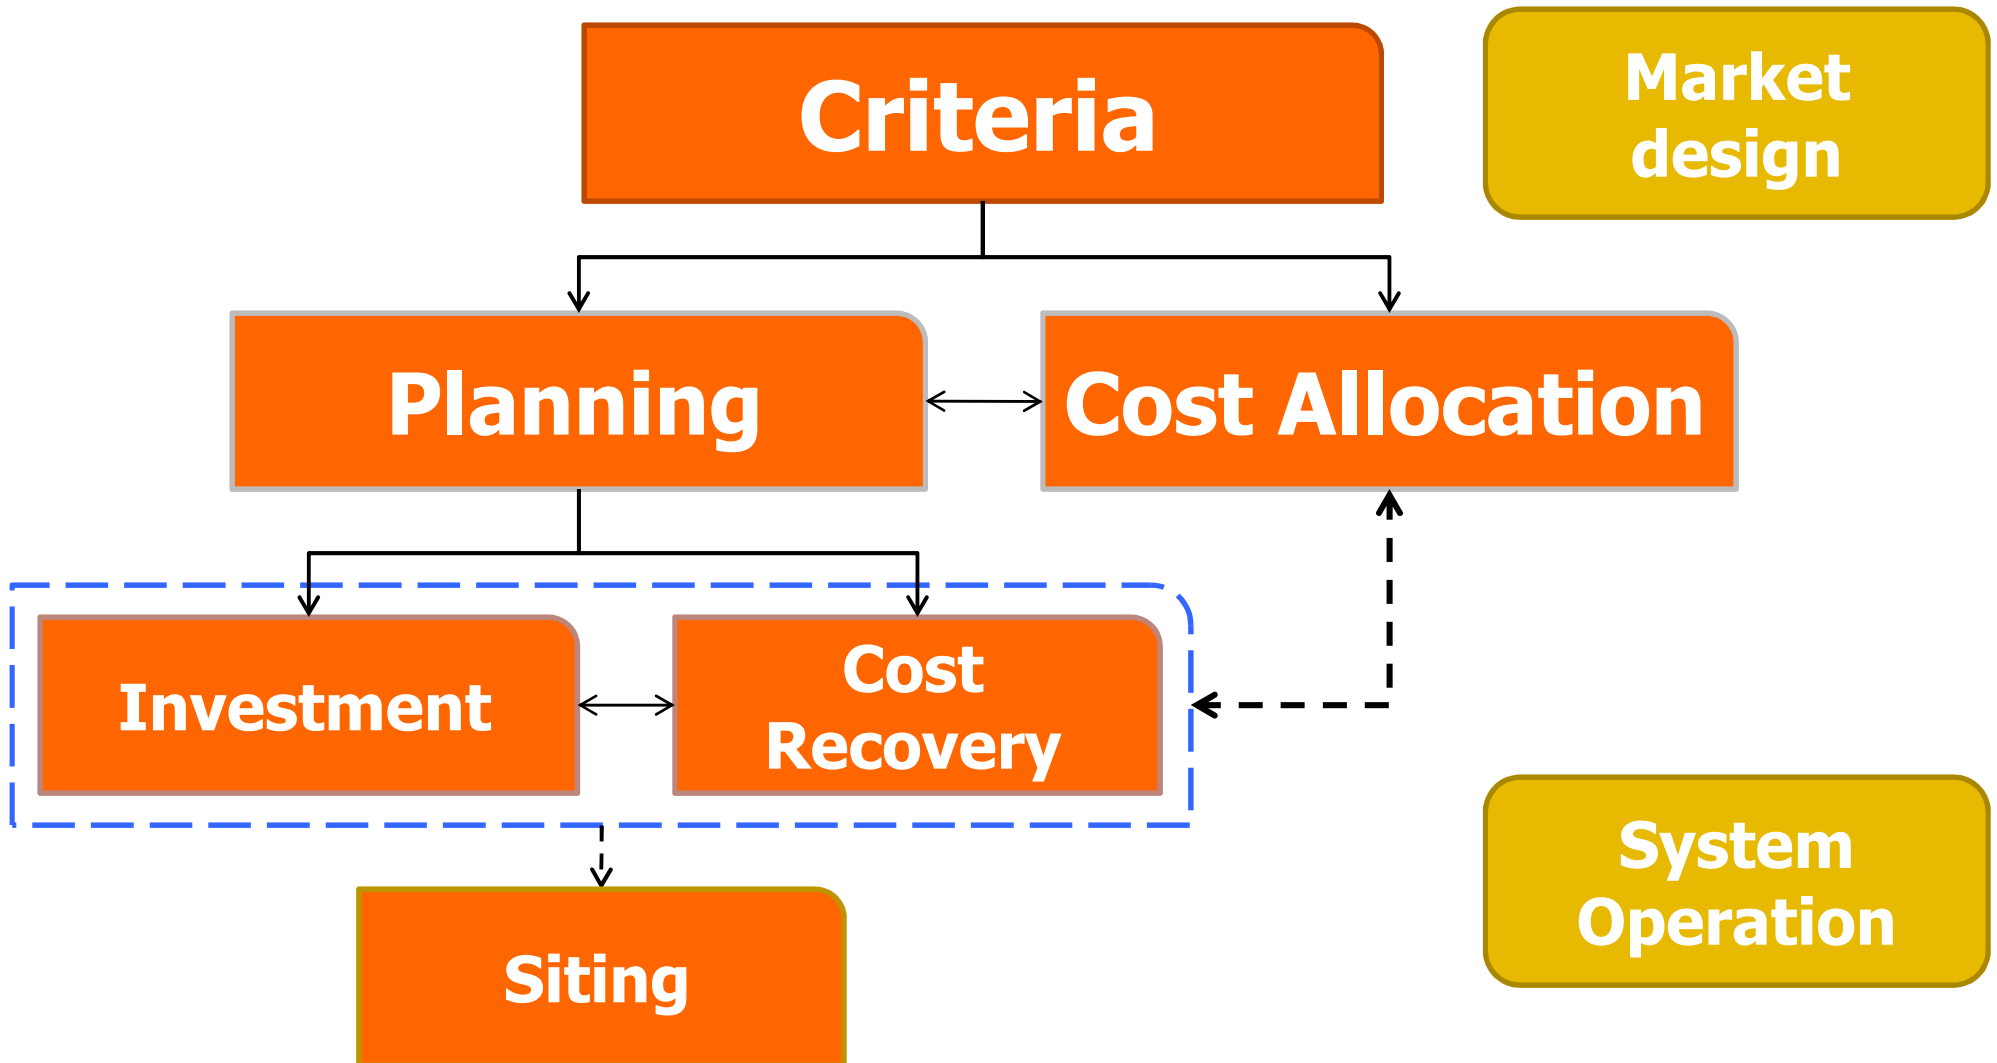 Criteria
Market
design
Planning
Cost Allocation
Investment
Cost
Recovery
System
Operation
Siting